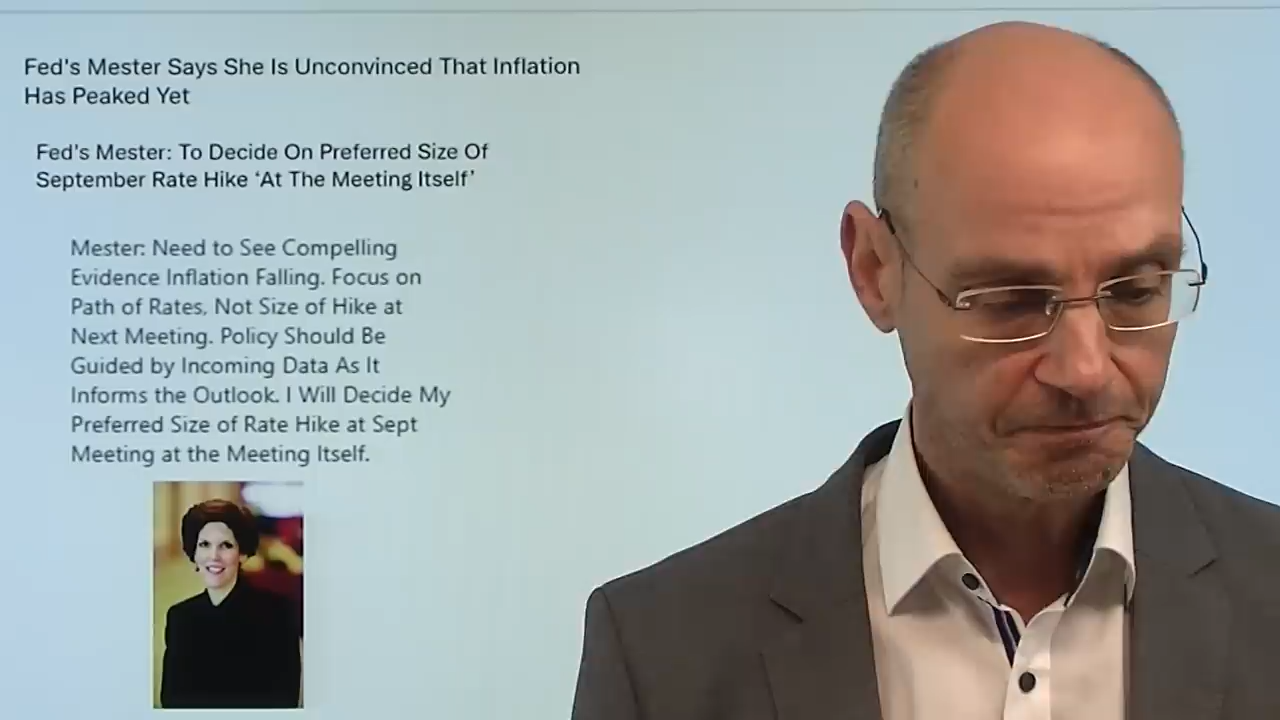 Fed's Mester Says She Is Unconvinced That Inflation
Has Peaked Yet
Fed's Mester: To Decide On Preferred Size Of
September Rate Hike ‘At The Meeting Itself’
Mester: Need to See Compelling
Evidence Inflation Falling. Focus on
Path of Rates, Not Size of Hike at
Next Meeting. Policy Should Be
Guided by Incoming Data As It
Informs the Outlook. I Will Decide My
Preferred Size of Rate Hike at Sept
Meeting at the Meeting Itself.